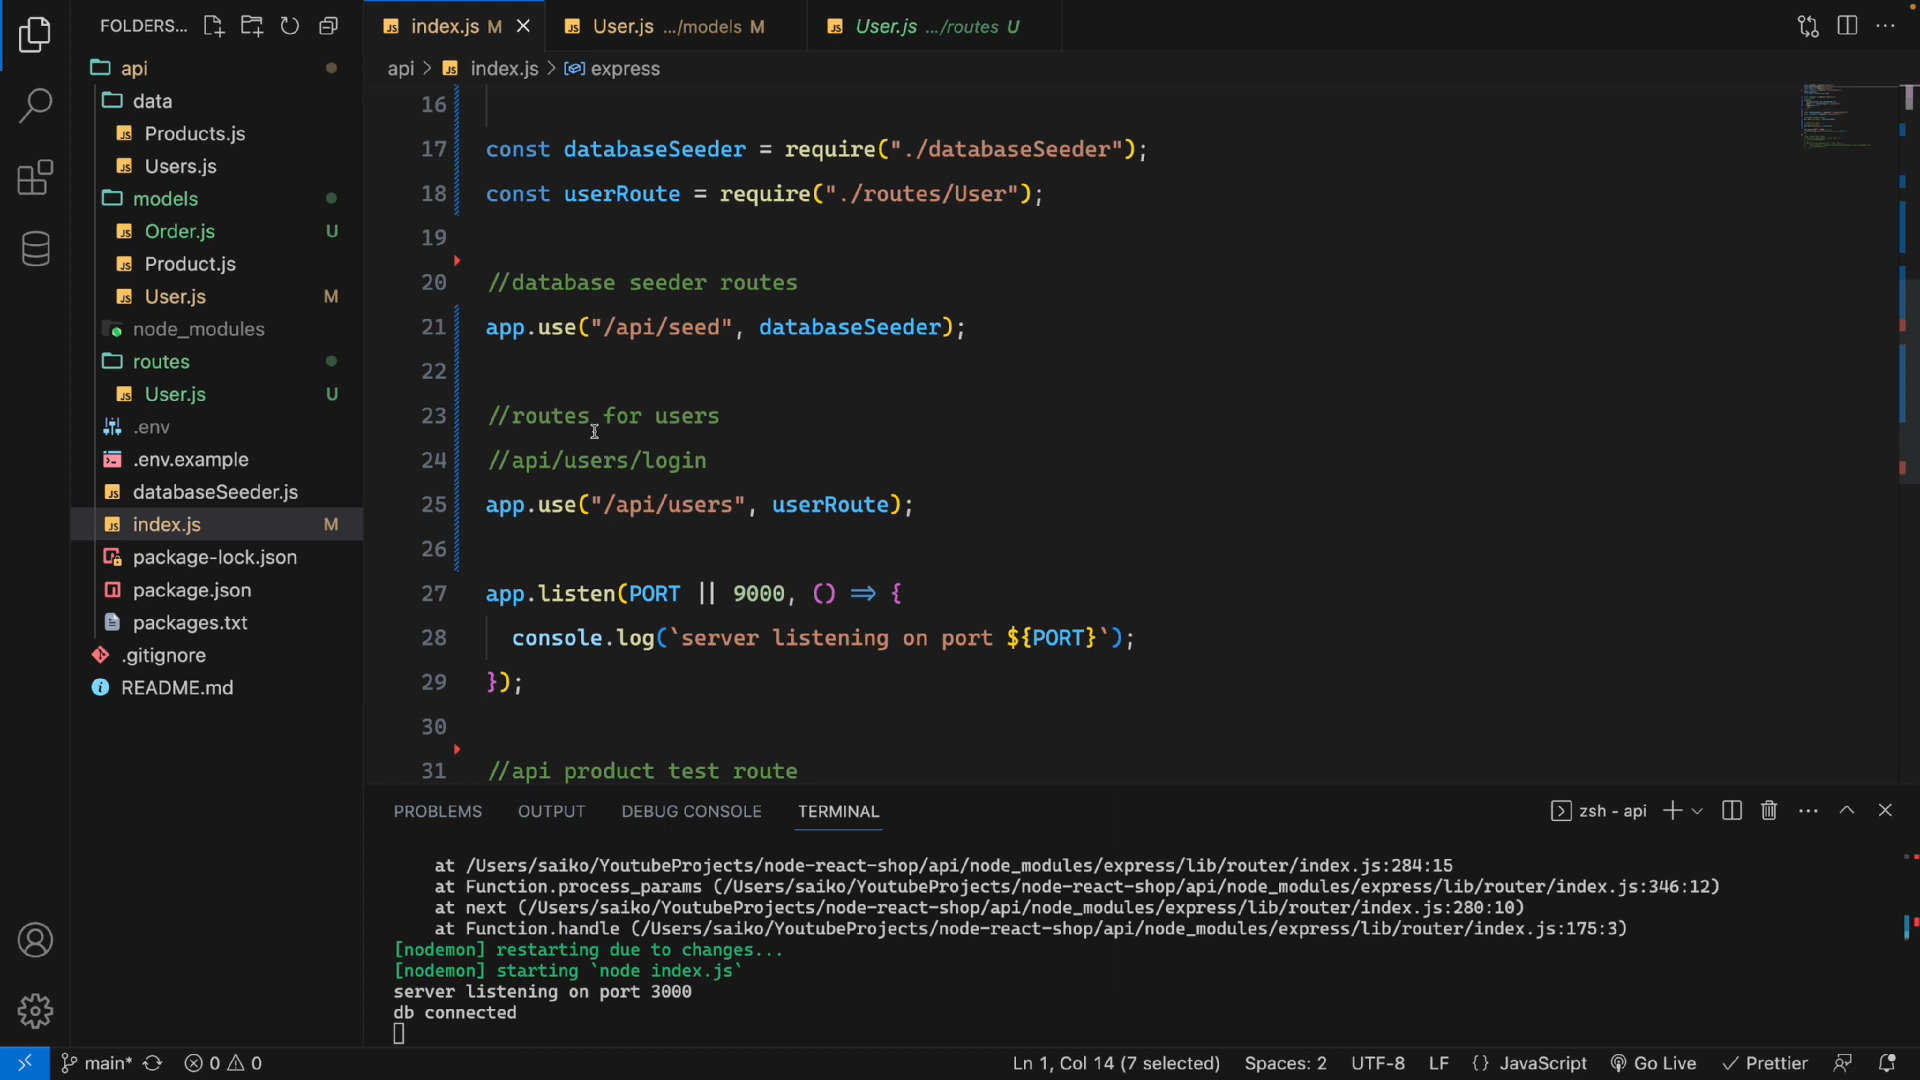 FOLDERS...
index.js M
User.js .../models M
User.js .../routes U
api > index.js > express
api
data
Products.js
Users.js
models
Order.js U
Product.js
User.js M
node_modules
routes
User.js U
.env
.env.example
databaseSeeder.js
index.js M
package-lock.json
package.json
packages.txt
.gitignore
README.md
16
17 const databaseSeeder = require("./databaseSeeder");
18 const userRoute = require("./routes/User");
19
20 //database seeder routes
21 app.use("/api/seed", databaseSeeder);
22
23 //routes for users
24 //api/users/login
25 app.use("/api/users", userRoute);
26
27 app.listen(PORT || 9000, () => {
28 console.log(`server listening on port ${PORT}`);
29 });
30
31 //api product test route
PROBLEMS OUTPUT DEBUG CONSOLE TERMINAL
zsh - api
at /Users/saiko/YoutubeProjects/node-react-shop/api/node_modules/express/lib/router/index.js:284:15
at Function.process_params (/Users/saiko/YoutubeProjects/node-react-shop/api/node_modules/express/lib/router/index.js:346:12)
at next (/Users/saiko/YoutubeProjects/node-react-shop/api/node_modules/express/lib/router/index.js:280:10)
at Function.handle (/Users/saiko/YoutubeProjects/node-react-shop/api/node_modules/express/lib/router/index.js:175:3)
[nodemon] restarting due to changes...
[nodemon] starting `node index.js`
server listening on port 3000
db connected
main* 0 0 Ln 1, Col 14 (7 selected) Spaces: 2 UTF-8 LF {} JavaScript Go Live Prettier